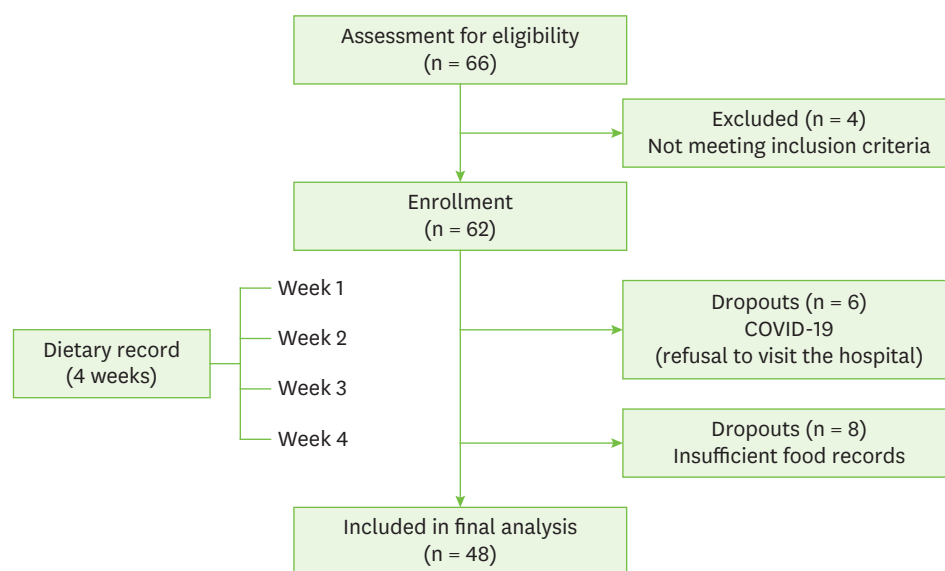 Assessment for eligibility
(n = 66)
Excluded (n = 4)
Not meeting inclusion criteria
Enrollment
(n = 62)
Week 1
Week 2
Week 3
Week 4
Dietary record
(4 weeks)
Dropouts (n = 6)
COVID-19
(refusal to visit the hospital)
Dropouts (n = 8)
Insufficient food records
Included in final analysis
(n = 48)